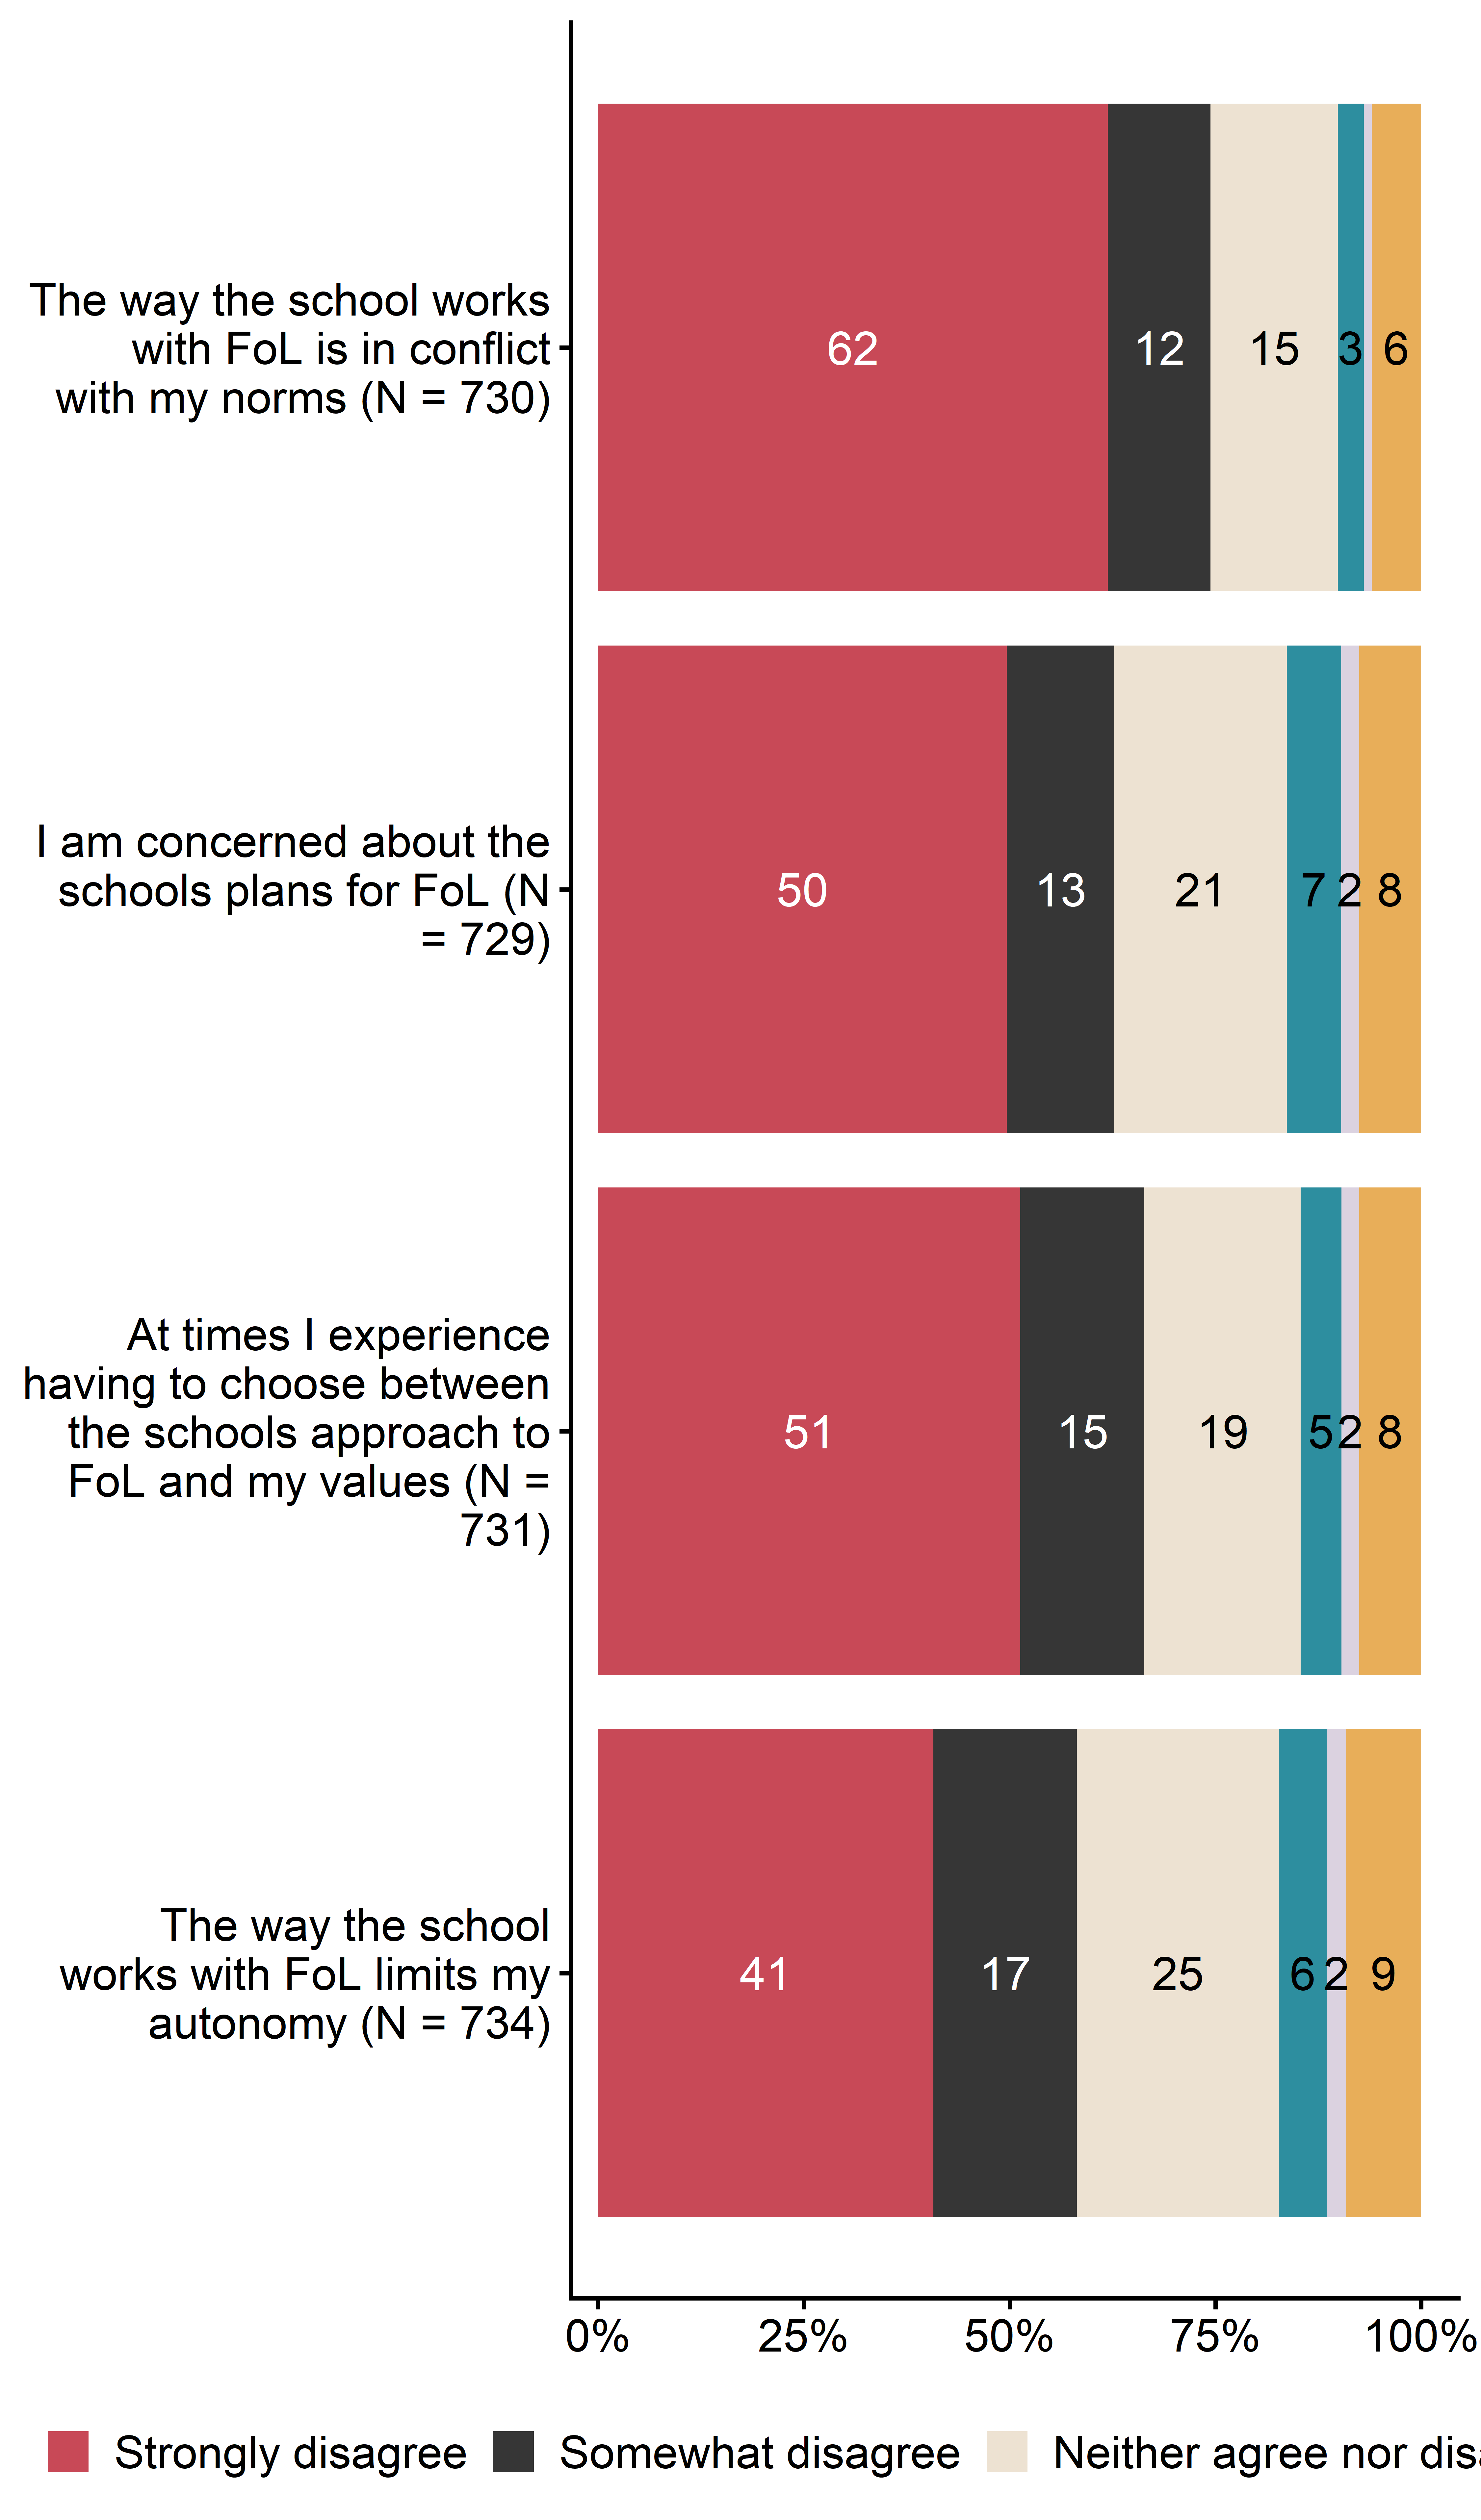 The way the school works
with FoL is in conflict
with my norms (N = 730)
62 12 15 3 6
I am concerned about the
schools plans for FoL (N
= 729)
50 13 21 7 2 8
At times I experience
having to choose between
the schools approach to
FoL and my values (N =
731)
51 15 19 5 2 8
The way the school
works with FoL limits my
autonomy (N = 734)
41 17 25 6 2 9
0% 25% 50% 75% 100%
Strongly disagree Somewhat disagree Neither agree nor